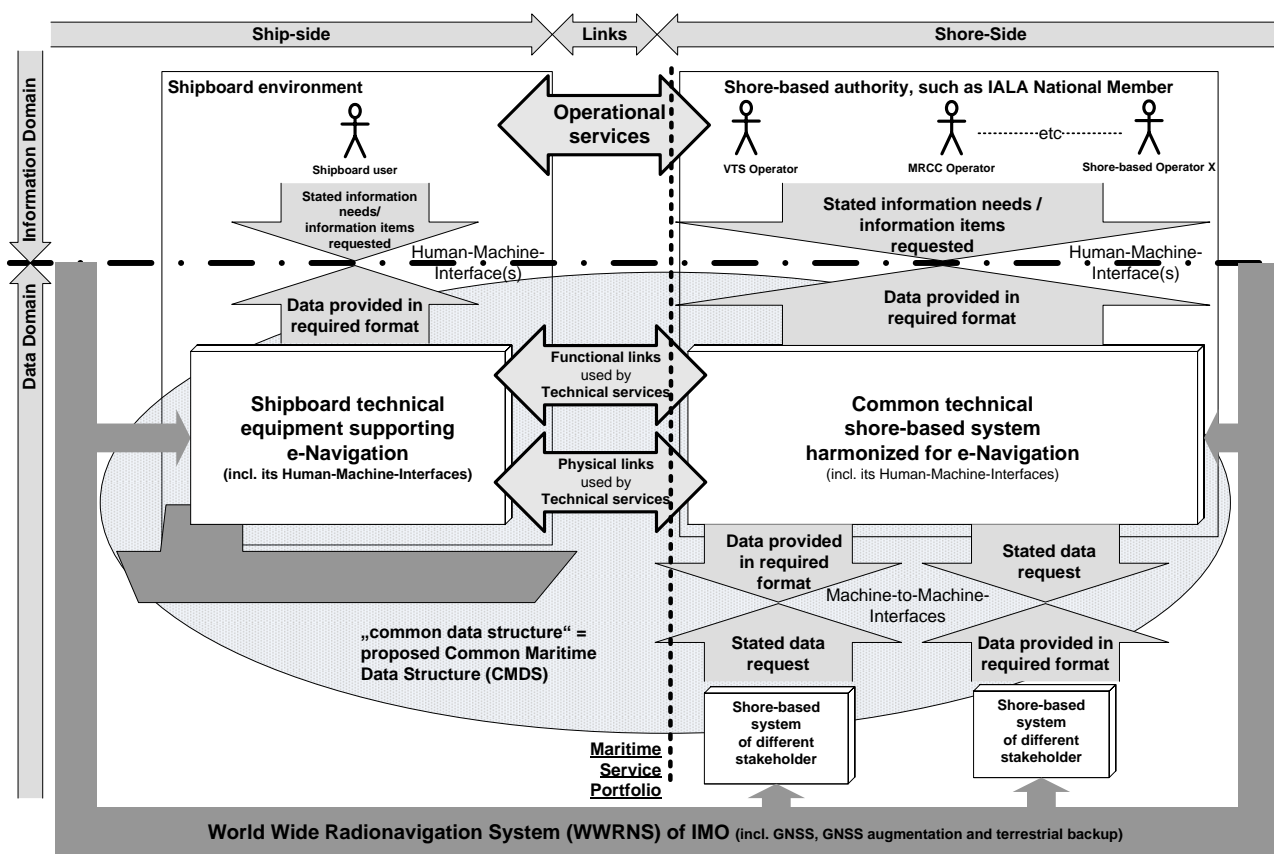 Ship-side
Links
Shore-Side
Information Domain
Data Domain
Shipboard environment
Shipboard user
Operational
services
Shore-based authority, such as IALA National Member
etc
VTS Operator
MRCC Operator
Shore-based Operator X
Stated information
needs/
information items
requested
Human-Machine-
Interface(s)
Stated information needs /
information items
requested
Human-Machine-
Interface(s)
Data provided in
required format
Data provided in
required format
Shipboard technical
equipment supporting
e-Navigation
(incl. its Human-Machine-Interfaces)
Functional links
used by
Technical services
Physical links
used by
Technical services
Common technical
shore-based system
harmonized for e-Navigation
(incl. its Human-Machine-Interfaces)
Data provided
in required
format
Stated data
request
Machine-to-Machine-
Interfaces
Stated data
request
Data provided in
required format
„common data structure“ =
proposed Common Maritime
Data Structure (CMDS)
Shore-based
system
of different
stakeholder
Shore-based
system
of different
stakeholder
Maritime
Service
Portfolio
World Wide Radionavigation System (WWRNS) of IMO (incl. GNSS, GNSS augmentation and terrestrial backup)